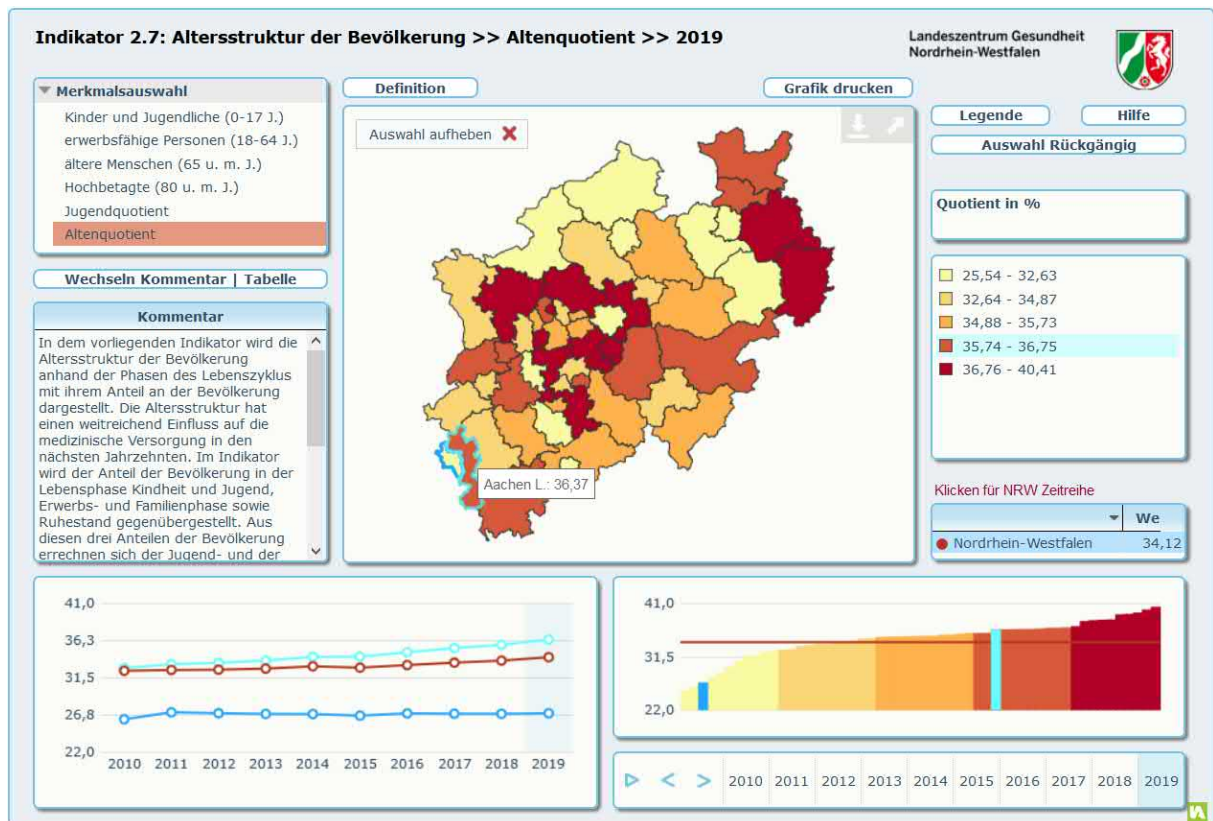 Indikator 2.7: Altersstruktur der Bevölkerung >> Altenquotient >> 2019
Landeszentrum Gesundheit
Nordrhein-Westfalen
Merkmalsauswahl
Kinder und Jugendliche (0-17 J.)
erwerbsfähige Personen (18-64 J.)
ältere Menschen (65 u. m. J.)
Hochbetagte (80 u. m. J.)
Jugendquotient
Altenquotient
Wechseln Kommentar | Tabelle
Kommentar
In dem vorliegenden Indikator wird die
Altersstruktur der Bevölkerung
anhand der Phasen des Lebenszyklus
mit ihrem Anteil an der Bevölkerung
dargestellt. Die Altersstruktur hat
einen weitreichend Einfluss auf die
medizinische Versorgung in den
nächsten Jahrzehnten. Im Indikator
wird der Anteil der Bevölkerung in der
Lebensphase Kindheit und Jugend,
Erwerbs- und Familienphase sowie
Ruhestand gegenübergestellt. Aus
diesen drei Anteilen der Bevölkerung
errechnen sich der Jugend- und der
Definition
Grafik drucken
Auswahl aufheben
Aachen L.: 36,37
Legende
Hilfe
Auswahl Rückgängig
Quotient in %
25,54 - 32,63
32,64 - 34,87
34,88 - 35,73
35,74 - 36,75
36,76 - 40,41
Klicken für NRW Zeitreihe
We
Nordrhein-Westfalen 34,12
41,0
36,3
31,5
26,8
22,0
2010 2011 2012 2013 2014 2015 2016 2017 2018 2019
41,0
31,5
22,0
2010 2011 2012 2013 2014 2015 2016 2017 2018 2019